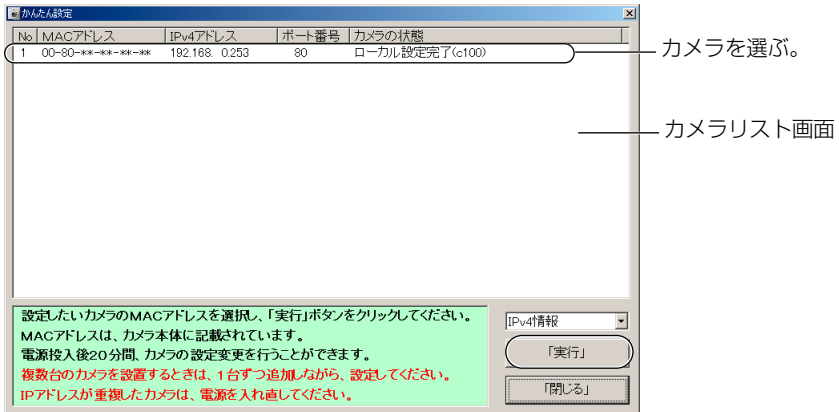 かんたん設定
No MACアドレス IPv4アドレス ポート番号 カメラの状態
1 00-80-**-**-**-** 192.168. 0.253 80 ローカル設定完了(c100)
カメラを選ぶ。
カメラリスト画面
設定したいカメラのMACアドレスを選択し、「実行」ボタンをクリックしてください。
MACアドレスは、カメラ本体に記載されています。
電源投入後20分間、カメラの設定変更を行うことができます。
複数台のカメラを設置するときは、1台ずつ追加しながら、設定してください。
IPアドレスが重複したカメラは、電源を入れ直してください。
IPv4情報
「実行」
「閉じる」